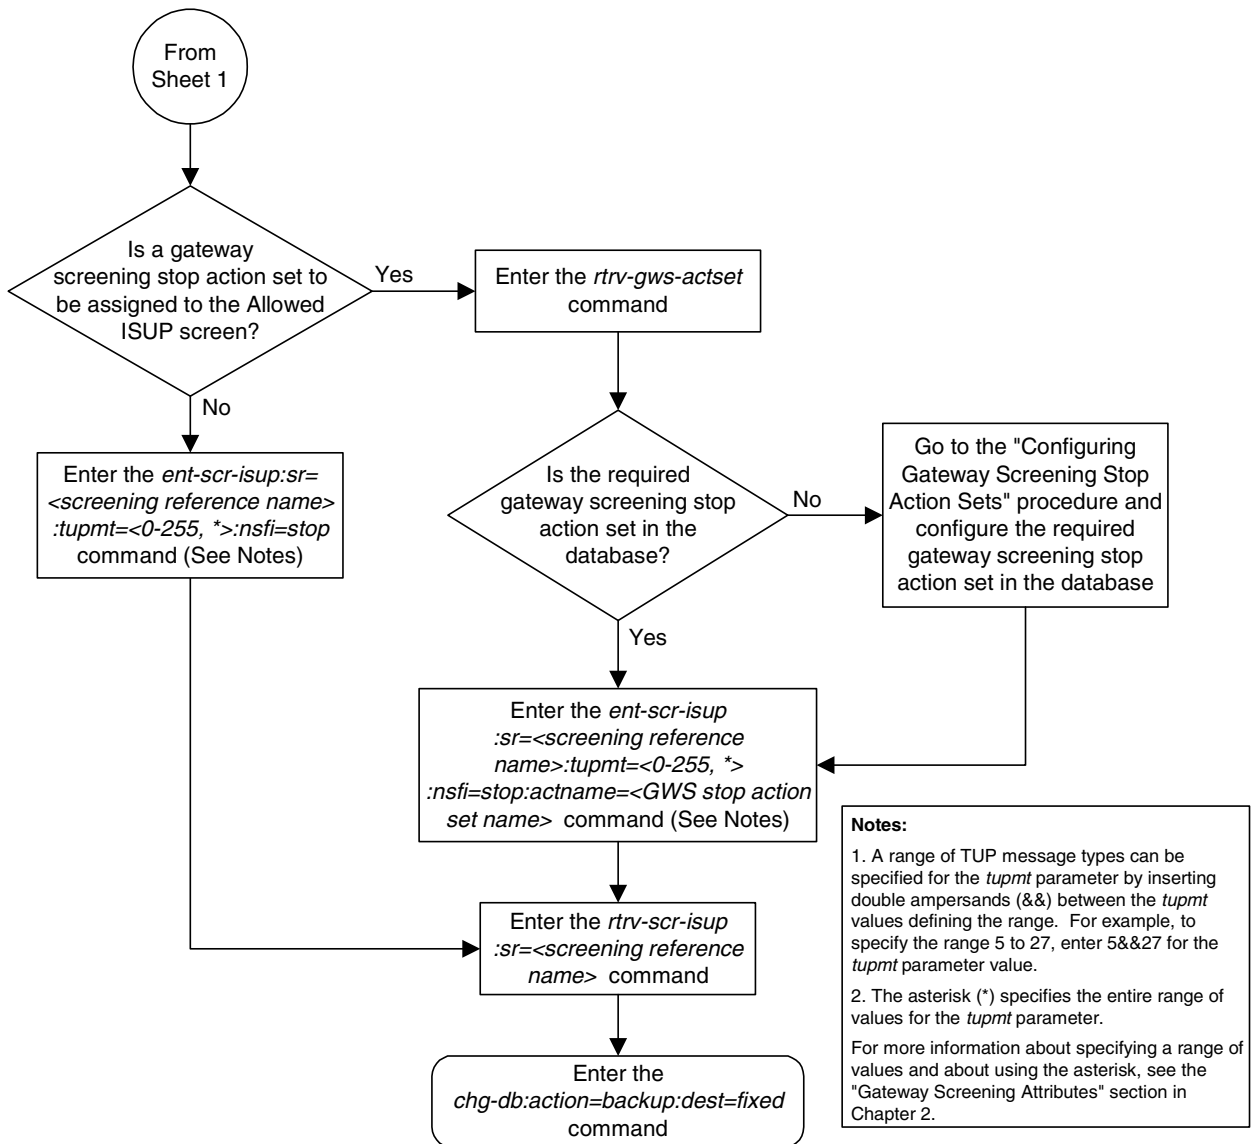 From
Sheet 1
Is a gateway
screening stop action set to
be assigned to the Allowed
ISUP screen?
Yes
Enter the rtrv-gws-actset
command
No
Enter the ent-scr-isup:sr=
<screening reference name>
:tupmt=<0-255, *>:nsfi=stop
command (See Notes)
Is the required
gateway screening stop
action set in the
database?
No
Go to the "Configuring
Gateway Screening Stop
Action Sets" procedure and
configure the required
gateway screening stop
action set in the database
Yes
Enter the ent-scr-isup
:sr=<screening reference
name>:tupmt=<0-255, *>
:nsfi=stop:actname=<GWS stop action
set name> command (See Notes)
Enter the rtrv-scr-isup
:sr=<screening reference
name> command
Enter the
chg-db:action=backup:dest=fixed
command
Notes:
1. A range of TUP message types can be
specified for the tupmt parameter by inserting
double ampersands (&&) between the tupmt
values defining the range. For example, to
specify the range 5 to 27, enter 5&&27 for the
tupmt parameter value.
2. The asterisk (*) specifies the entire range of
values for the tupmt parameter.
For more information about specifying a range of
values and about using the asterisk, see the
"Gateway Screening Attributes" section in
Chapter 2.